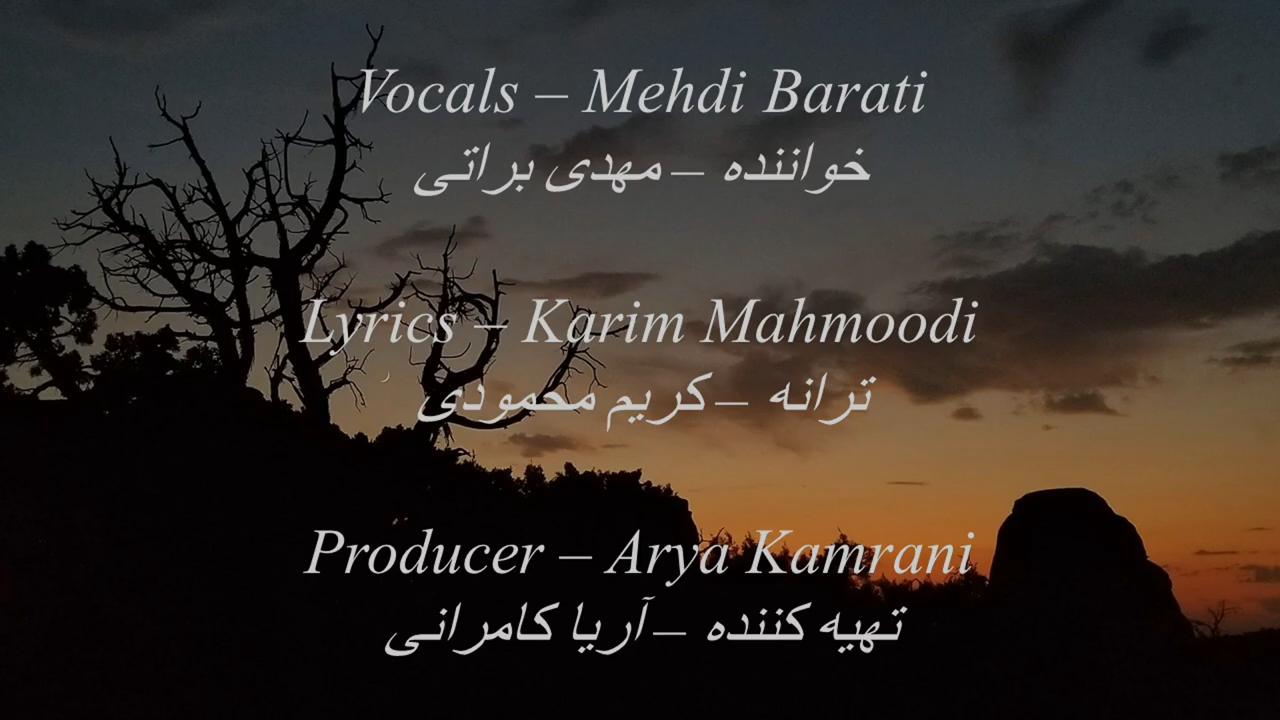 Vocals – Mehdi Barati
خواننده – مهدی براتی
Lyrics – Karim Mahmoodi
ترانه – کریم محمودی
Producer – Arya Kamrani
تهیه کننده – آریا کامرانی